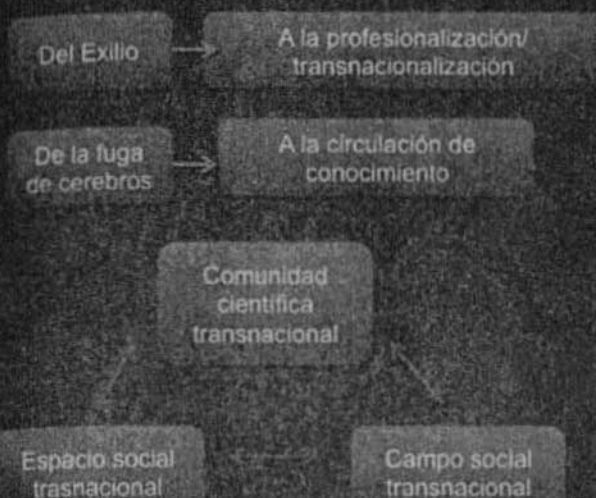 Del Exilio
A la profesionalización/
transnacionalización
De la fuga
de cerebros
A la circulación de
conocimiento
Comunidad
científica
transnacional
Espacio social
trasnacional
Campo social
transnacional